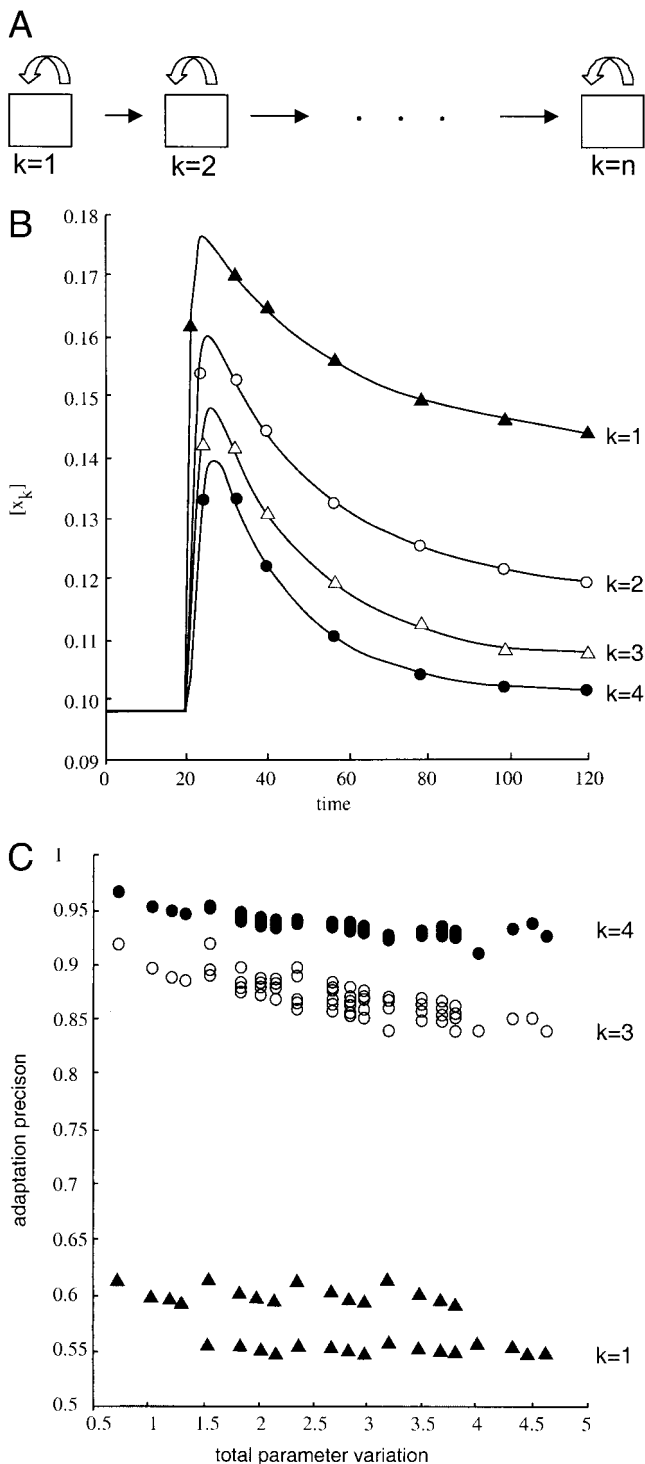 A
k=1
k=2
. . .
k=n
B
0.18
0.17
0.16
0.15
0.14
0.13
0.12
0.11
0.10
0.09
[x_k]
k=1
k=2
k=3
k=4
0 20 40 60 80 100 120
time
C
1
0.95
0.9
0.85
0.8
0.75
0.7
0.65
0.6
0.55
0.5
adaptation precison
k=4
k=3
k=1
0.5 1 1.5 2 2.5 3 3.5 4 4.5 5
total parameter variation